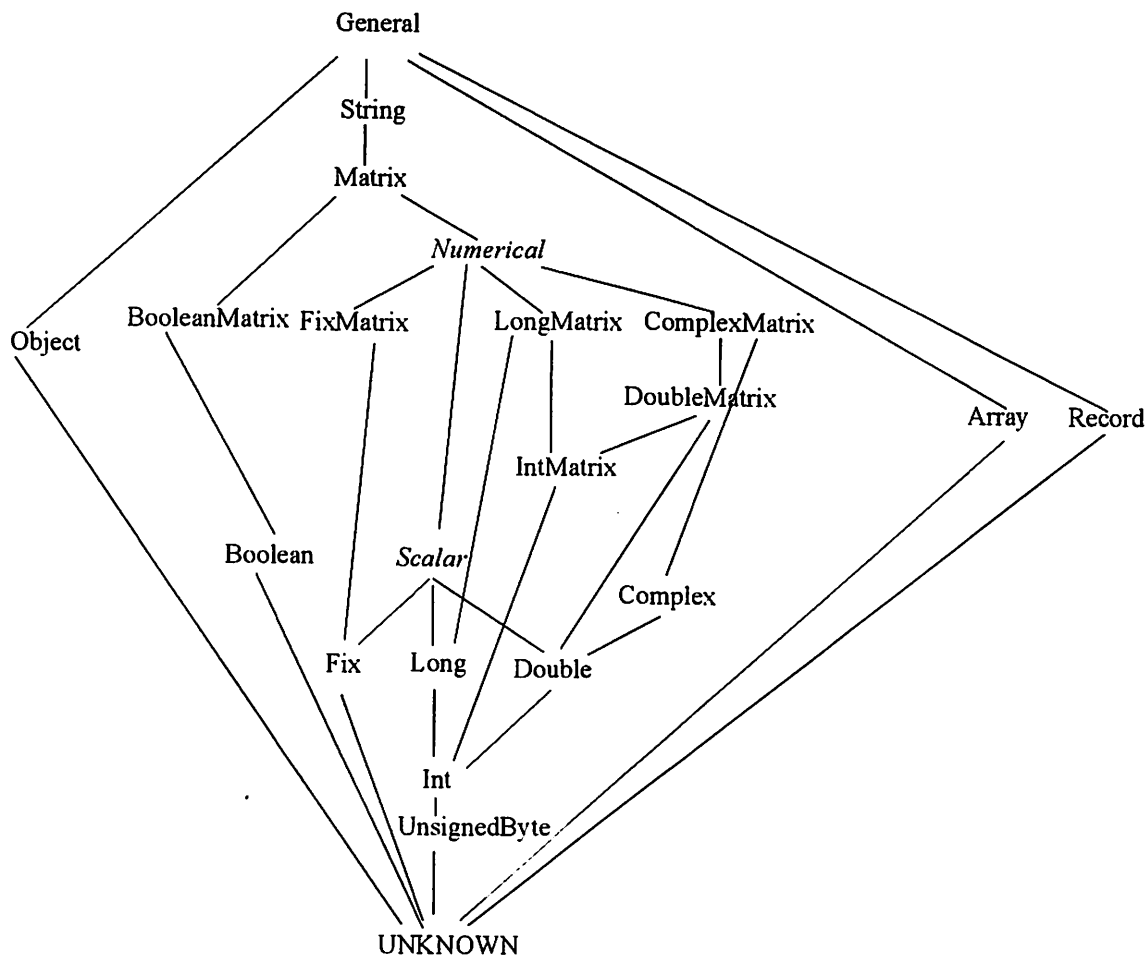 General
String
Matrix
Numerical
BooleanMatrix FixMatrix LongMatrix ComplexMatrix
Object
DoubleMatrix
Array Record
IntMatrix
Boolean Scalar
Complex
Fix Long Double
Int
UnsignedByte
UNKNOWN